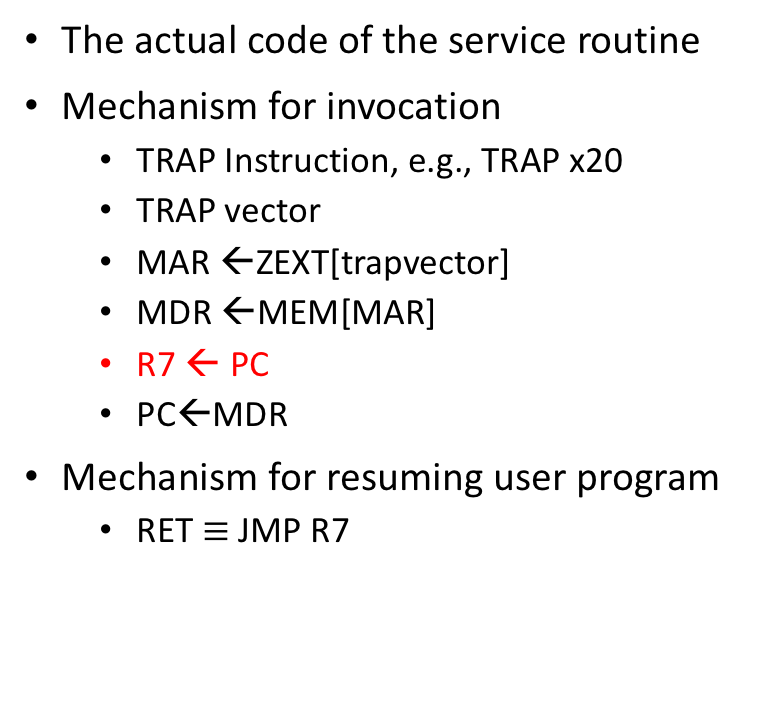 • The actual code of the service routine
• Mechanism for invocation
• TRAP Instruction, e.g., TRAP x20
• TRAP vector
• MAR ←ZEXT[trapvector]
• MDR ←MEM[MAR]
• R7 ← PC
• PC←MDR
• Mechanism for resuming user program
• RET ≡ JMP R7